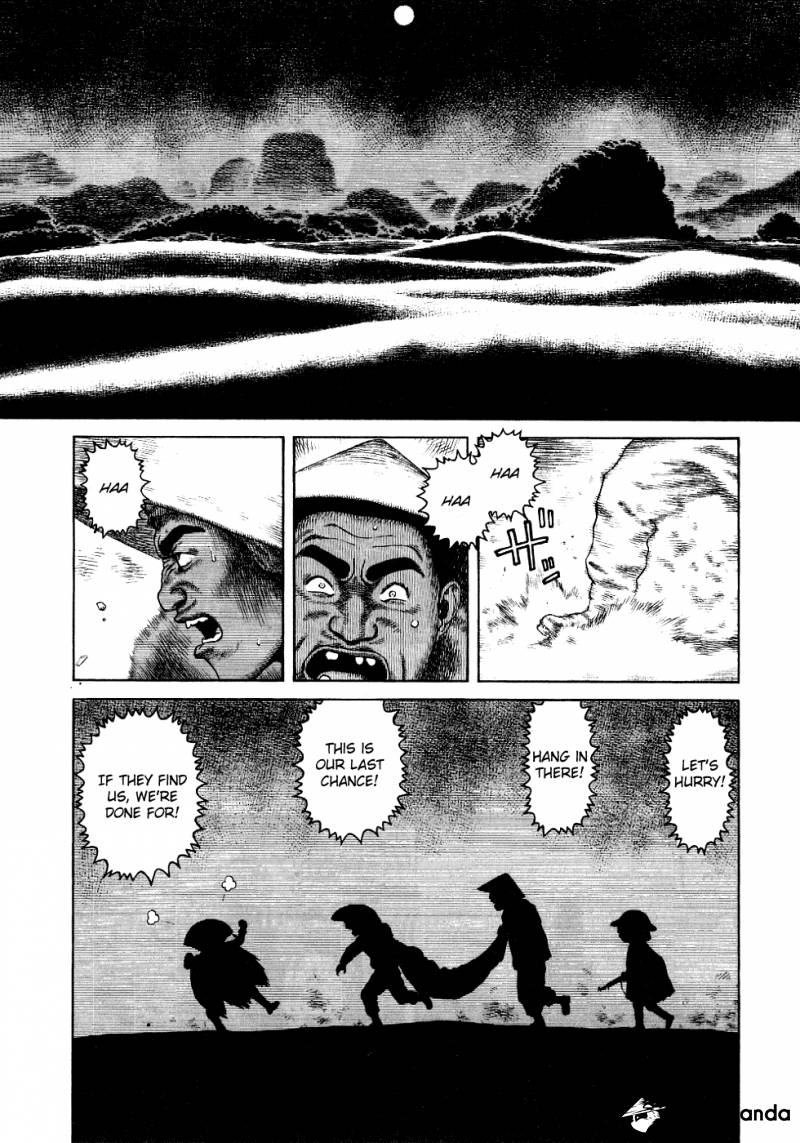 HAA
HAA
HAA
ザ
LET'S
HURRY!
HANG IN
THERE!
THIS IS
OUR LAST
CHANCE!
IF THEY FIND
US, WE'RE
DONE FOR!
anda